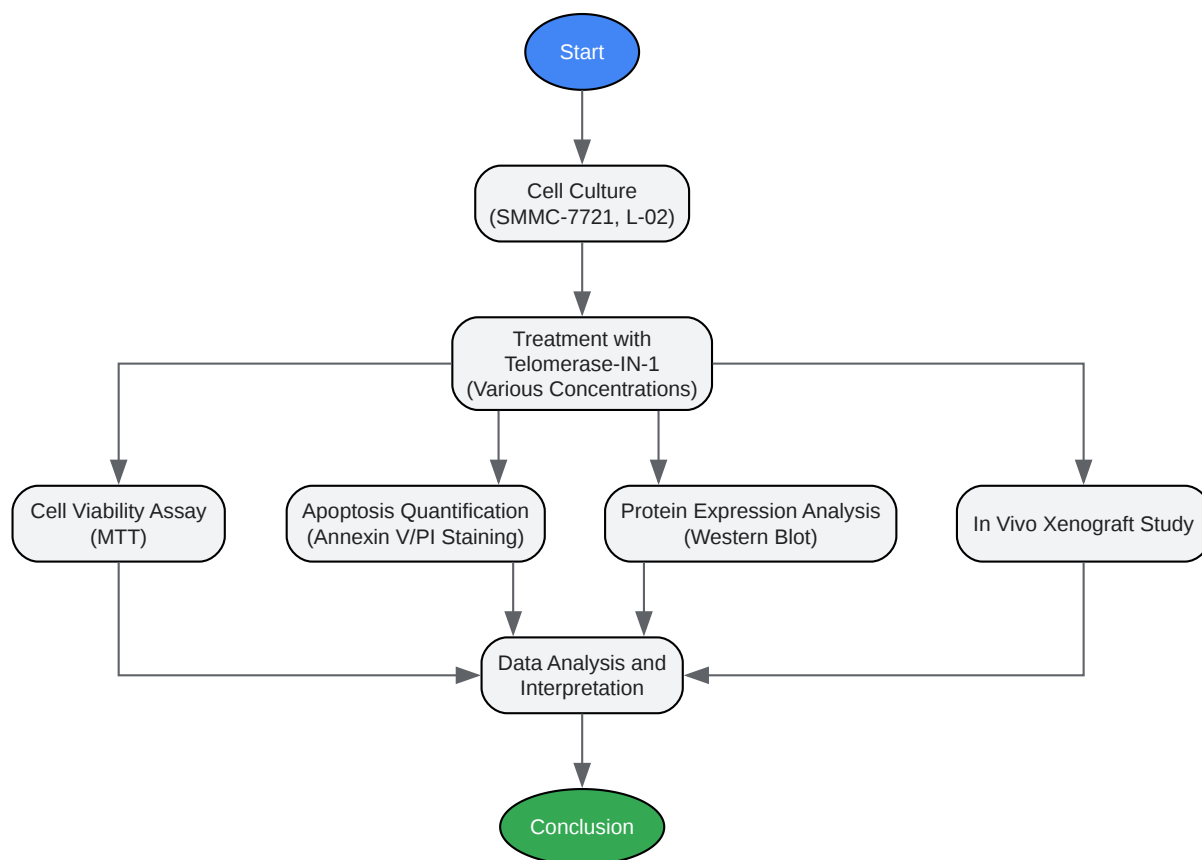 Start
Cell Culture
(SMMC-7721, L-02)
Treatment with
Telomerase-IN-1
(Various Concentrations)
Cell Viability Assay
(MTT)
Apoptosis Quantification
(Annexin V/PI Staining)
Protein Expression Analysis
(Western Blot)
In Vivo Xenograft Study
Data Analysis and
Interpretation
Conclusion